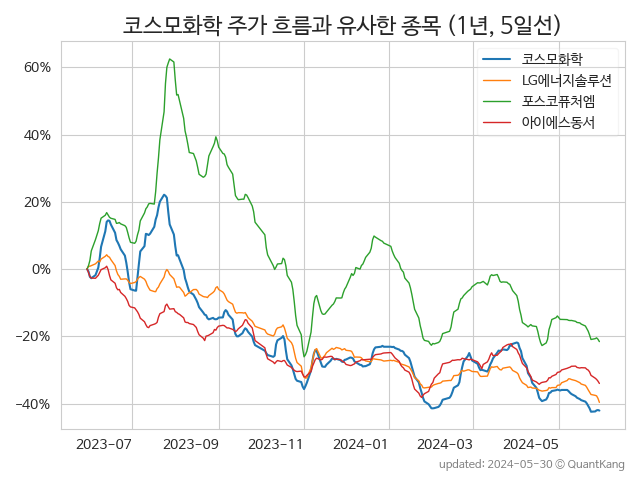 코스모화학 주가 흐름과 유사한 종목 (1년, 5일선)
코스모화학
LG에너지솔루션
포스코퓨처엠
아이에스동서
60%
40%
20%
0%
−20%
−40%
2023-07
2023-09
2023-11
2024-01
2024-03
2024-05
updated: 2024-05-30 © QuantKang